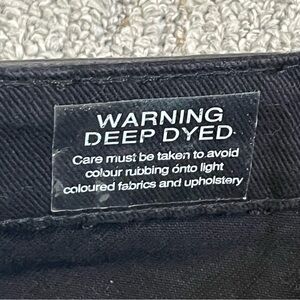 WARNING
DEEP DYED
Care must be taken to avoid
colour rubbing onto light
coloured fabrics and upholstery